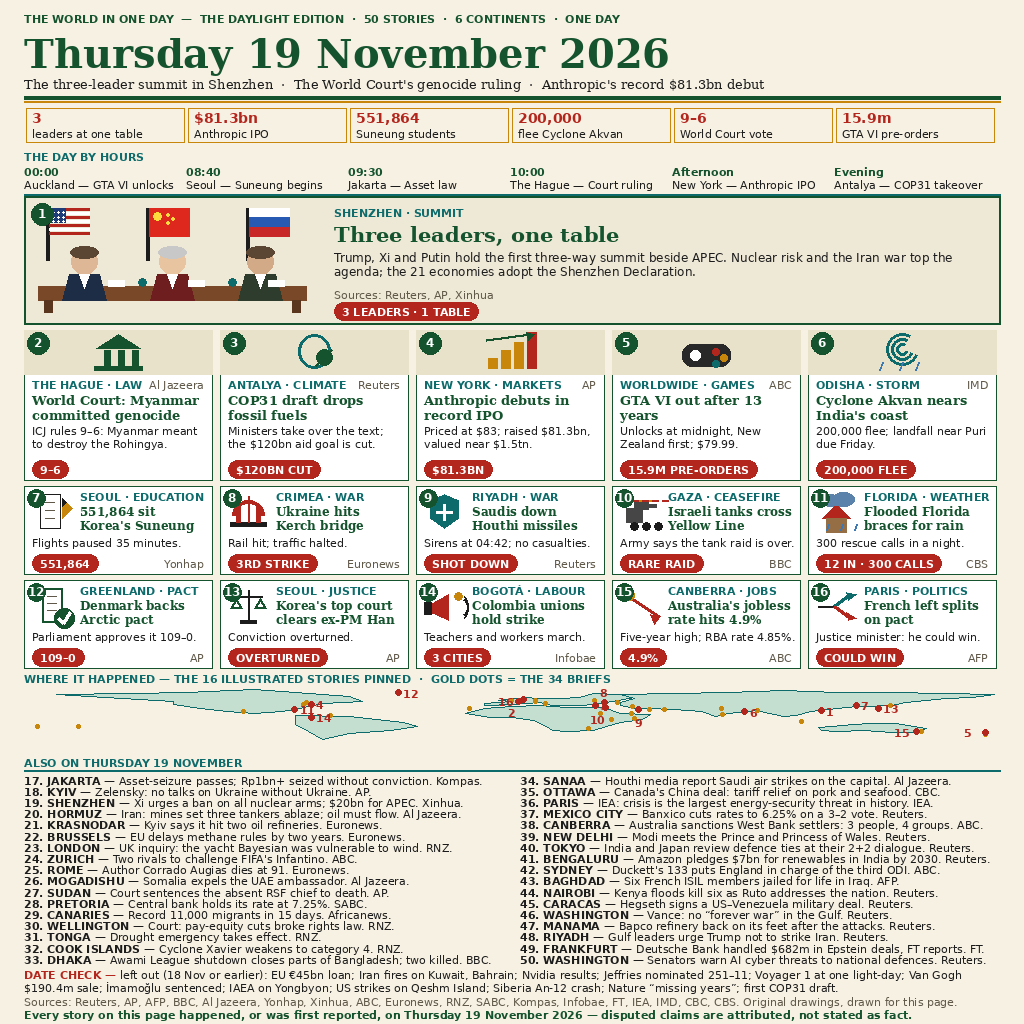 THE WORLD IN ONE DAY — THE DAYLIGHT EDITION · 50 STORIES · 6 CONTINENTS · ONE DAY
Thursday 19 November 2026
The three-leader summit in Shenzhen · The World Court's genocide ruling · Anthropic's record $81.3bn debut
3
leaders at one table
$81.3bn
Anthropic IPO
551,864
Suneung students
200,000
flee Cyclone Akvan
9–6
World Court vote
15.9m
GTA VI pre-orders
THE DAY BY HOURS
00:00
Auckland — GTA VI unlocks
08:40
Seoul — Suneung begins
09:30
Jakarta — Asset law
10:00
The Hague — Court ruling
Afternoon
New York — Anthropic IPO
Evening
Antalya — COP31 takeover
1
SHENZHEN · SUMMIT
Three leaders, one table
Trump, Xi and Putin hold the first three-way summit beside APEC. Nuclear risk and the Iran war top the
agenda; the 21 economies adopt the Shenzhen Declaration.
Sources: Reuters, AP, Xinhua
3 LEADERS · 1 TABLE
2
THE HAGUE · LAW Al Jazeera
World Court: Myanmar
committed genocide
ICJ rules 9–6: Myanmar meant
to destroy the Rohingya.
9–6
3
ANTALYA · CLIMATE Reuters
COP31 draft drops
fossil fuels
Ministers take over the text;
the $120bn aid goal is cut.
$120BN CUT
4
NEW YORK · MARKETS AP
Anthropic debuts in
record IPO
Priced at $83; raised $81.3bn,
valued near $1.5tn.
$81.3BN
5
WORLDWIDE · GAMES ABC
GTA VI out after 13
years
Unlocks at midnight, New
Zealand first; $79.99.
15.9M PRE-ORDERS
6
ODISHA · STORM IMD
Cyclone Akvan nears
India's coast
200,000 flee; landfall near Puri
due Friday.
200,000 FLEE
7
SEOUL · EDUCATION
551,864 sit
Korea's Suneung
Flights paused 35 minutes.
551,864 Yonhap
8
CRIMEA · WAR
Ukraine hits
Kerch bridge
Rail hit; traffic halted.
3RD STRIKE Euronews
9
RIYADH · WAR
Saudis down
Houthi missiles
Sirens at 04:42; no casualties.
SHOT DOWN Reuters
10
GAZA · CEASEFIRE
Israeli tanks cross
Yellow Line
Army says the tank raid is over.
RARE RAID BBC
11
FLORIDA · WEATHER
Flooded Florida
braces for rain
300 rescue calls in a night.
12 IN · 300 CALLS CBS
12
GREENLAND · PACT
Denmark backs
Arctic pact
Parliament approves it 109–0.
109–0 AP
13
SEOUL · JUSTICE
Korea's top court
clears ex-PM Han
Conviction overturned.
OVERTURNED AP
14
BOGOTÁ · LABOUR
Colombia unions
hold strike
Teachers and workers march.
3 CITIES Infobae
15
CANBERRA · JOBS
Australia's jobless
rate hits 4.9%
Five-year high; RBA rate 4.85%.
4.9% ABC
16
PARIS · POLITICS
French left splits
on pact
Justice minister: he could win.
COULD WIN AFP
WHERE IT HAPPENED — THE 16 ILLUSTRATED STORIES PINNED · GOLD DOTS = THE 34 BRIEFS
12
8
4
14
2
10
9
6
1
7
13
15
5
ALSO ON THURSDAY 19 NOVEMBER
17. JAKARTA — Asset-seizure passes; Rp1bn+ seized without conviction. Kompas.
18. KYIV — Zelensky: no talks on Ukraine without Ukraine. AP.
19. SHENZHEN — Xi urges a ban on all nuclear arms; $20bn for APEC. Xinhua.
20. HORMUZ — Iran: mines set three tankers ablaze; oil must flow. Al Jazeera.
21. KRASNODAR — Kyiv says it hit two oil refineries. Euronews.
22. BRUSSELS — EU delays methane rules by two years. Euronews.
23. LONDON — UK inquiry: the yacht Bayesian was vulnerable to wind. RNZ.
24. ZURICH — Two rivals to challenge FIFA's Infantino. ABC.
25. ROME — Author Corrado Augias dies at 91. Euronews.
26. MOGADISHU — Somalia expels the UAE ambassador. Al Jazeera.
27. SUDAN — Court sentences the absent RSF chief to death. AP.
28. PRETORIA — Central bank holds its rate at 7.25%. SABC.
29. CANARIES — Record 11,000 migrants in 15 days. Africanews.
30. WELLINGTON — Court: pay-equity cuts broke rights law. RNZ.
31. TONGA — Drought emergency takes effect. RNZ.
32. COOK ISLANDS — Cyclone Xavier weakens to category 4. RNZ.
33. DHAKA — Awami League shutdown closes parts of Bangladesh; two killed. BBC.
34. SANAA — Houthi media report Saudi air strikes on the capital. Al Jazeera.
35. OTTAWA — Canada's China deal: tariff relief on pork and seafood. CBC.
36. PARIS — IEA: crisis is the largest energy-security threat in history. IEA.
37. MEXICO CITY — Banxico cuts rates to 6.25% on a 3–2 vote. Reuters.
38. CANBERRA — Australia sanctions West Bank settlers: 3 people, 4 groups. ABC.
39. NEW DELHI — Modi meets the Prince and Princess of Wales. Reuters.
40. TOKYO — India and Japan review defence ties at their 2+2 dialogue. Reuters.
41. BENGALURU — Amazon pledges $7bn for renewables in India by 2030. Reuters.
42. SYDNEY — Duckett's 133 puts England in charge of the third ODI. ABC.
43. BAGHDAD — Six French ISIL members jailed for life in Iraq. AFP.
44. NAIROBI — Kenya floods kill six as Ruto addresses the nation. Reuters.
45. CARACAS — Hegseth signs a US–Venezuela military deal. Reuters.
46. WASHINGTON — Vance: no “forever war” in the Gulf. Reuters.
47. MANAMA — Bapco refinery back on its feet after the attacks. Reuters.
48. RIYADH — Gulf leaders urge Trump not to strike Iran. Reuters.
49. FRANKFURT — Deutsche Bank handled $682m in Epstein deals, FT reports. FT.
50. WASHINGTON — Senators warn AI cyber threats to national defences. Reuters.
DATE CHECK — left out (18 Nov or earlier): EU €45bn loan; Iran fires on Kuwait, Bahrain; Nvidia results; Jeffries nominated 251–11; Voyager 1 at one light-day; Van Gogh
$190.4m sale; İmamoğlu sentenced; IAEA on Yongbyon; US strikes on Qeshm Island; Siberia An-12 crash; Nature “missing years”; first COP31 draft.
Sources: Reuters, AP, AFP, BBC, Al Jazeera, Yonhap, Xinhua, ABC, Euronews, RNZ, SABC, Kompas, Infobae, FT, IEA, IMD, CBC, CBS. Original drawings, drawn for this page.
Every story on this page happened, or was first reported, on Thursday 19 November 2026 — disputed claims are attributed, not stated as fact.